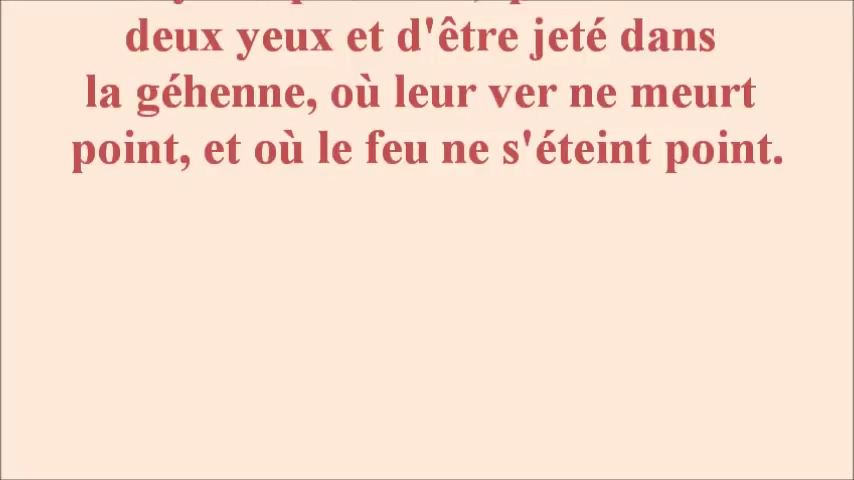 deux yeux et d'être jeté dans
la géhenne, où leur ver ne meurt
point, et où le feu ne s'éteint point.